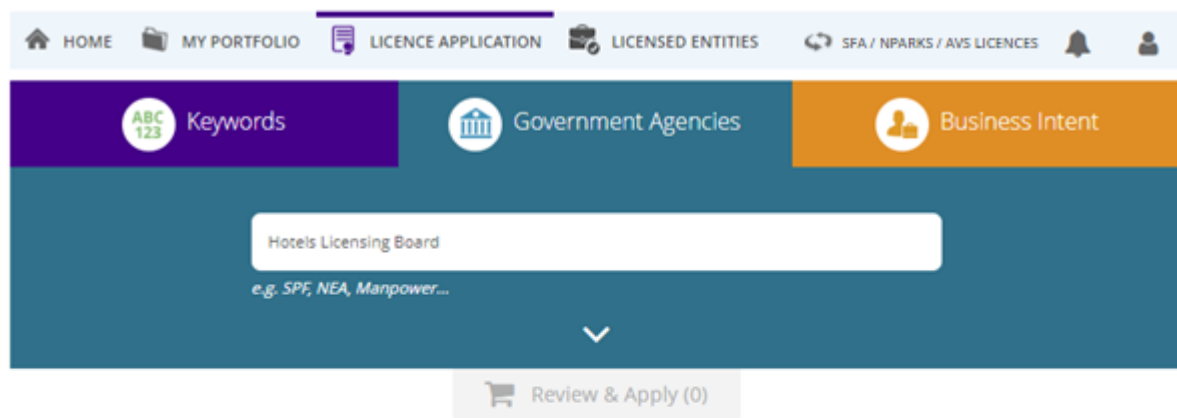 HOME MY PORTFOLIO LICENCE APPLICATION LICENSED ENTITIES SFA / NPARKS / AVS LICENCES
ABC 123 Keywords Government Agencies Business Intent
Hotels Licensing Board
e.g. SPF, NEA, Manpower...
Review & Apply (0)